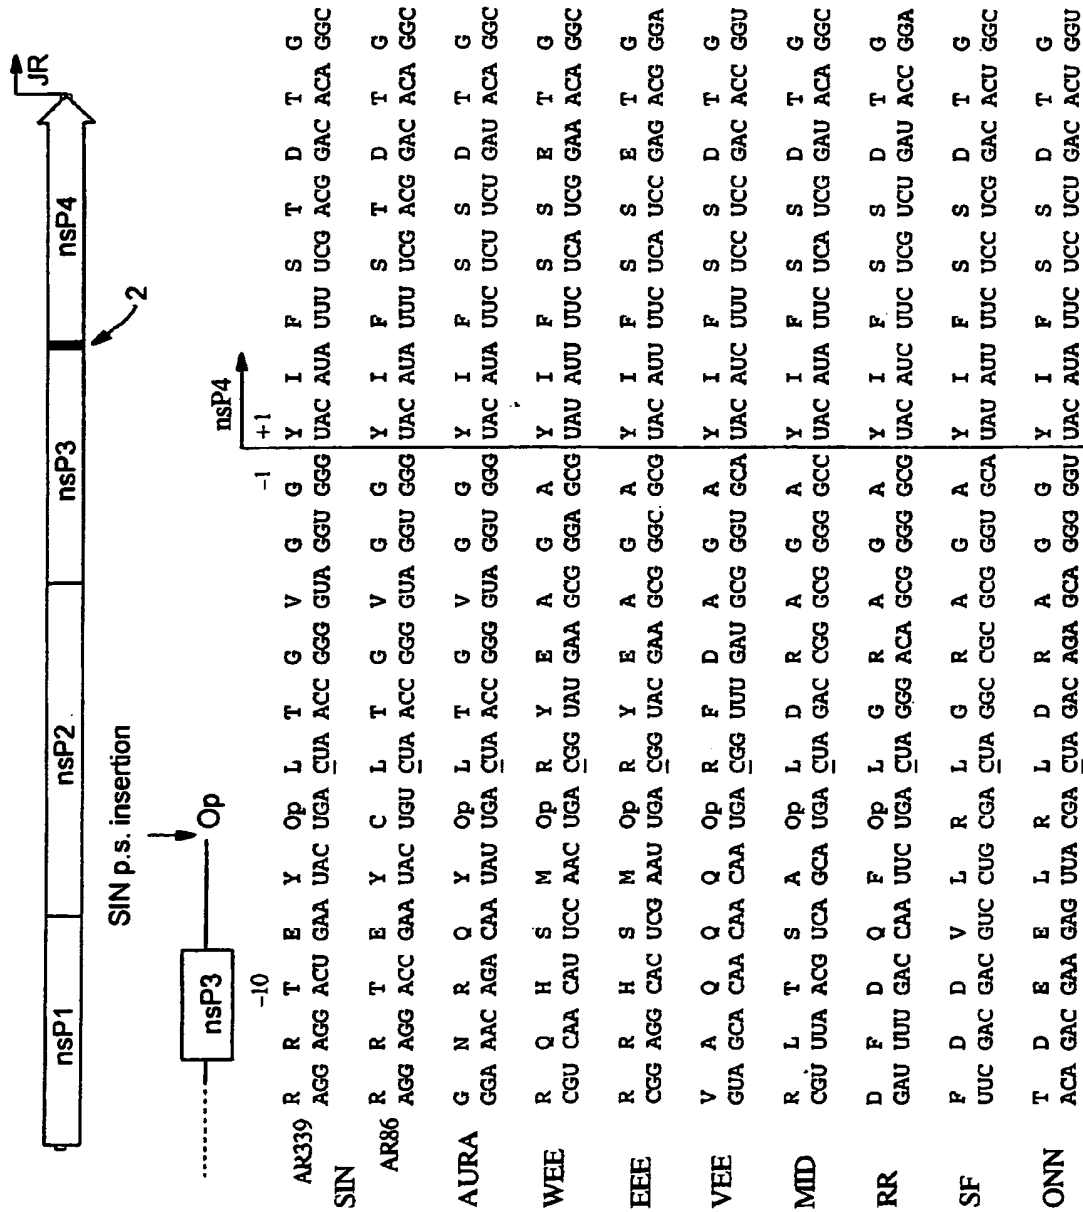 JR
nsP1 nsP2 nsP3 nsP4
2
SIN p.s. insertion
nsP3 Op
nsP4
-10 -1 +1
R R T E Y Op L T G V G G Y I F S T D T G
AR339 AGG AGG ACU GAA UAC UGA CUA ACC GGG GUA GGU GGG UAC AUA UUU UCG ACG GAC ACA GGC
SIN
R R T E Y C L T G V G G Y I F S T D T G
AR86 AGG AGG ACC GAA UAC UGU CUA ACC GGG GUA GGU GGG UAC AUA UUU UCG ACG GAC ACA GGC
G N R Q Y Op L T G V G G Y I F S S D T G
AURA GGA AAC AGA CAA UAU UGA CUA ACC GGG GUA GGU GGG UAC AUA UUC UCU UCU GAU ACA GGC
R Q H S M Op R Y E A G A Y I F S S E T G
WEE CGU CAA CAU UCC AAC UGA CGG UAU GAA GCG GGA GCG UAU AUU UUC UCA UCG GAA ACA GGC
R R H S M Op R Y E A G A Y I F S S E T G
EEE CGG AGG CAC UCG AAU UGA CGG UAC GAA GCG GGC GCG UAC AUU UUC UCA UCC GAG ACG GGA
V A Q Q Q Op R F D A G A Y I F S S D T G
VEE GUA GCA CAA CAA CAA UGA CGG UUU GAU GCG GGU GCA UAC AUC UUU UCC UCC GAC ACC GGU
R L T S A Op L D R A G A Y I F S S D T G
MID CGU UUA ACG UCA GCA UGA CUA GAC CGG GCG GGG GCC UAC AUA UUC UCA UCG GAU ACA GGC
D F D Q F Op L G R A G A Y I F S S D T G
RR GAU UUU GAC CAA UUC UGA CUA GGG ACA GCG GGG GCG UAC AUC UUC UCG UCU GAU ACC GGA
F D D V L R L G R A G A Y I F S S D T G
SF UUC GAC GAC GUC CUG CGA CUA GGC CGC GCG GGU GCA UAU AUU UUC UCC UCG GAC ACU GGC
T D E E L R L D R A G G Y I F S S D T G
ONN ACA GAC GAA GAG UUA CGA CUA GAC AGA GCA GGG GGU UAC AUA UUC UCC UCU GAC ACU GGU